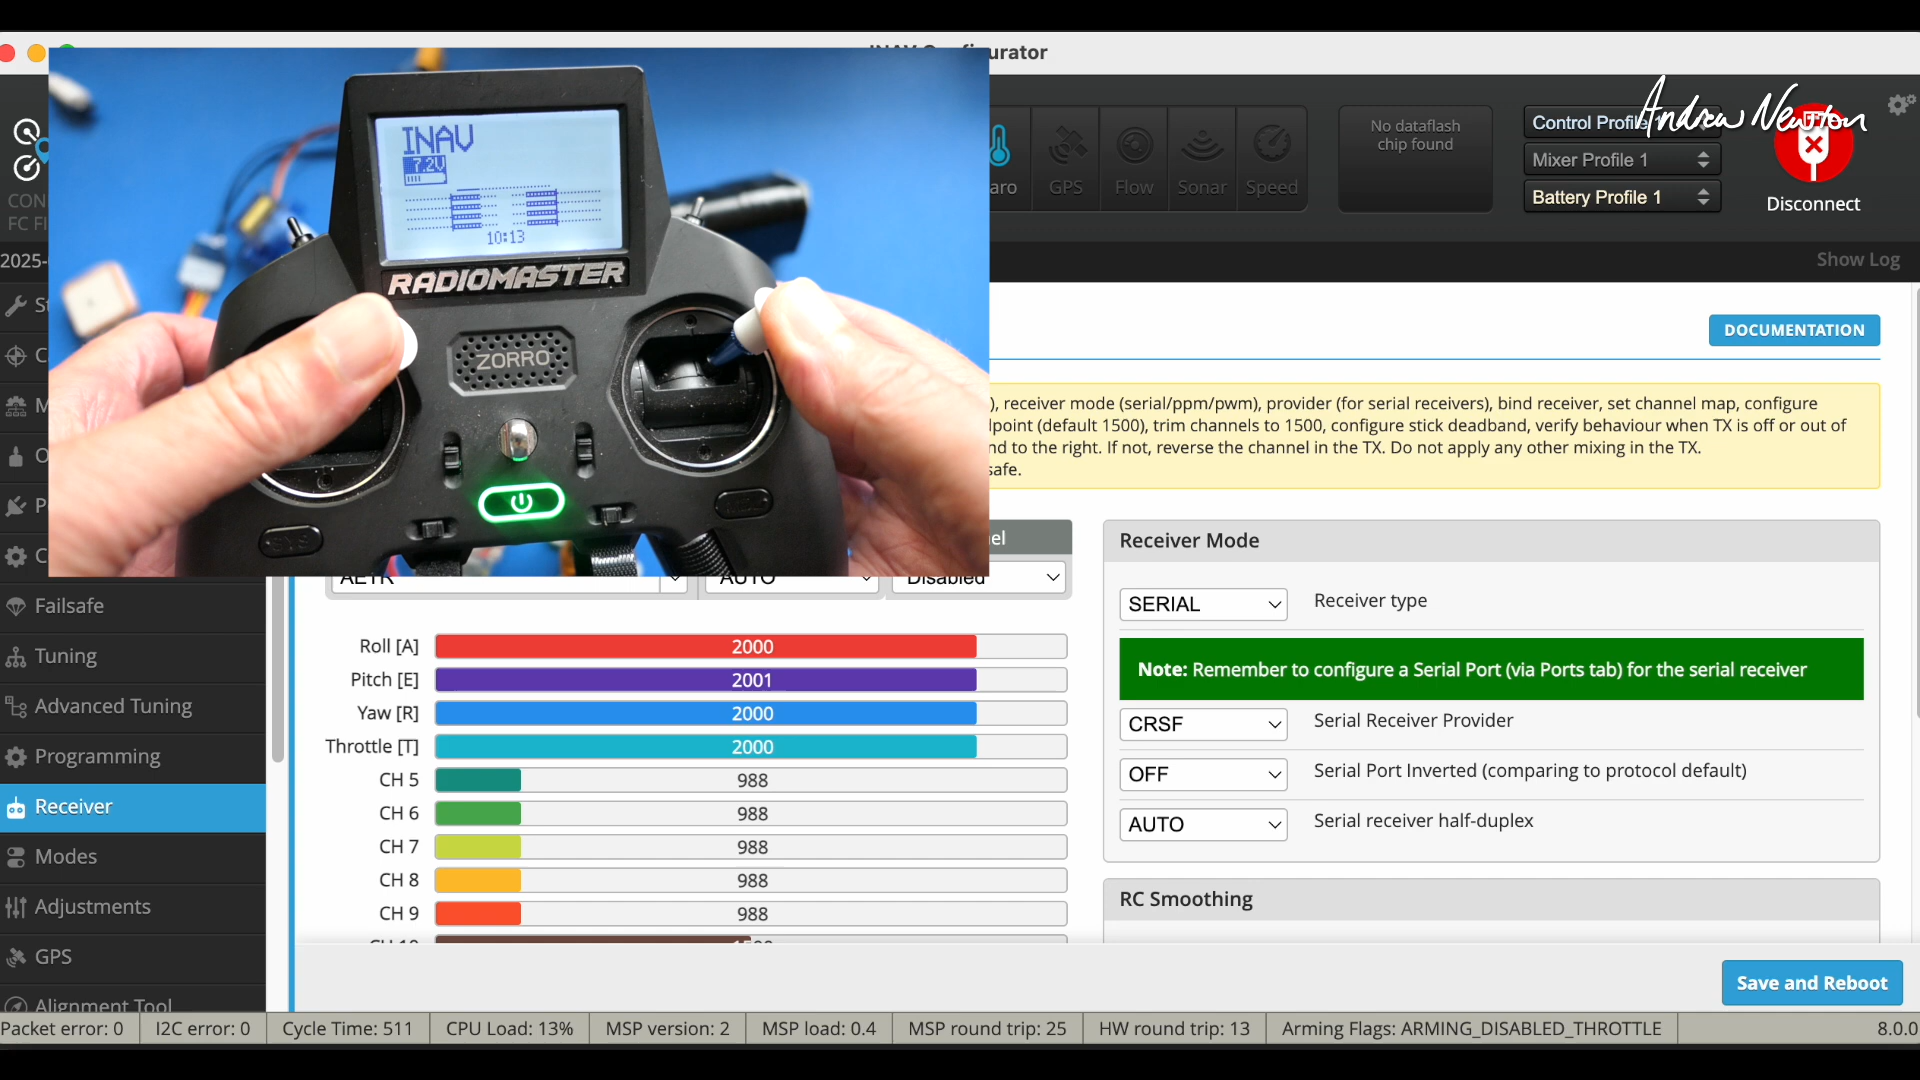 Andrew Newton
INAV
7.2V
10:13
RADIOMASTER
ZORRO
GPS
Flow
Sonar
Speed
No dataflash
chip found
Control Profile 1
Mixer Profile 1
Battery Profile 1
Disconnect
Show Log
DOCUMENTATION
), receiver mode (serial/ppm/pwm), provider (for serial receivers), bind receiver, set channel map, configure
(default 1500), trim channels to 1500, configure stick deadband, verify behaviour when TX is off or out of
to the right. If not, reverse the channel in the TX. Do not apply any other mixing in the TX.
AETR
AUTO
Disabled
Roll [A] 2000
Pitch [E] 2001
Yaw [R] 2000
Throttle [T] 2000
CH 5 988
CH 6 988
CH 7 988
CH 8 988
CH 9 988
Receiver Mode
SERIAL Receiver type
Note: Remember to configure a Serial Port (via Ports tab) for the serial receiver
CRSF Serial Receiver Provider
OFF Serial Port Inverted (comparing to protocol default)
AUTO Serial receiver half-duplex
RC Smoothing
Failsafe
Tuning
Advanced Tuning
Programming
Receiver
Modes
Adjustments
GPS
Alignment Tool
Save and Reboot
Packet error: 0 I2C error: 0 Cycle Time: 511 CPU Load: 13% MSP version: 2 MSP load: 0.4 MSP round trip: 25 HW round trip: 13 Arming Flags: ARMING_DISABLED_THROTTLE 8.0.0